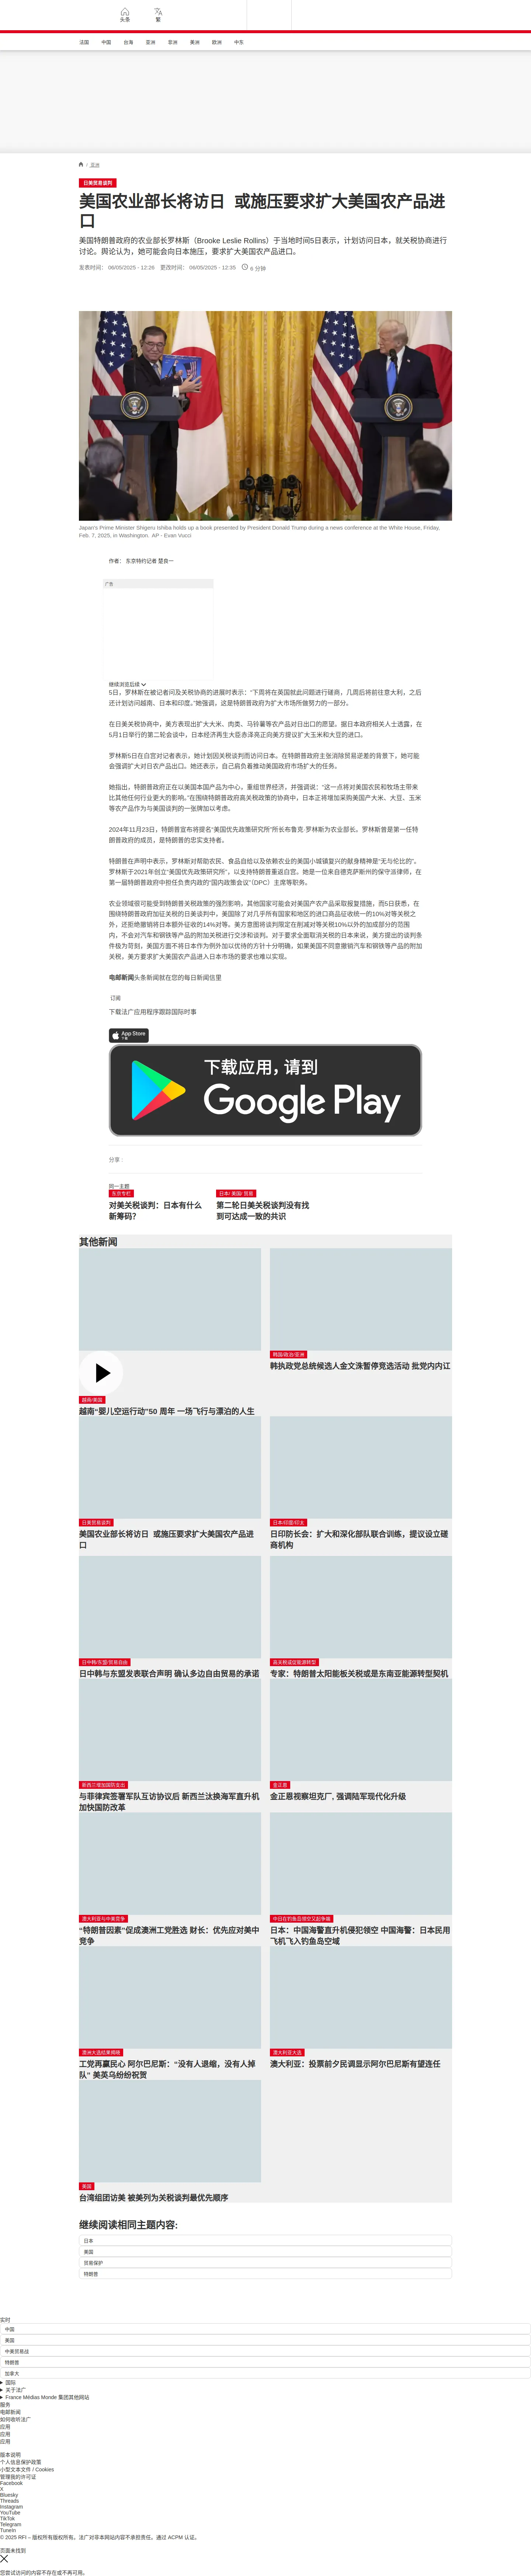 头条
繁
法国
中国
台海
亚洲
非洲
美洲
欧洲
中东
/ 亚洲
日美贸易谈判
美国农业部长将访日 或施压要求扩大美国农产品进
口
美国特朗普政府的农业部长罗林斯（Brooke Leslie Rollins）于当地时间5日表示，计划访问日本，就关税协商进行
讨论。舆论认为，她可能会向日本施压，要求扩大美国农产品进口。
发表时间： 06/05/2025 - 12:26 更改时间： 06/05/2025 - 12:35 6 分钟
Japan's Prime Minister Shigeru Ishiba holds up a book presented by President Donald Trump during a news conference at the White House, Friday,
Feb. 7, 2025, in Washington. AP - Evan Vucci
作者： 东京特约记者 楚良一
广告
继续浏览后续
5日，罗林斯在被记者问及关税协商的进展时表示：“下周将在英国就此问题进行磋商，几周后将前往意大利，之后
还计划访问越南、日本和印度。”她强调，这是特朗普政府为扩大市场所做努力的一部分。
在日美关税协商中，美方表现出扩大大米、肉类、马铃薯等农产品对日出口的愿望。据日本政府相关人士透露，在
5月1日举行的第二轮会谈中，日本经济再生大臣赤泽亮正向美方提议扩大玉米和大豆的进口。
罗林斯5日在白宫对记者表示，她计划因关税谈判而访问日本。在特朗普政府主张消除贸易逆差的背景下，她可能
会强调扩大对日农产品出口。她还表示，自己肩负着推动美国政府市场扩大的任务。
她指出，特朗普政府正在以美国本国产品为中心，重组世界经济，并强调说：“这一点将对美国农民和牧场主带来
比其他任何行业更大的影响。”在围绕特朗普政府高关税政策的协商中，日本正将增加采购美国产大米、大豆、玉米
等农产品作为与美国谈判的一张牌加以考虑。
2024年11月23日，特朗普宣布将提名“美国优先政策研究所”所长布鲁克·罗林斯为农业部长。罗林斯曾是第一任特
朗普政府的成员，是特朗普的忠实支持者。
特朗普在声明中表示，罗林斯对帮助农民、食品自给以及依赖农业的美国小城镇复兴的献身精神是“无与伦比的”。
罗林斯于2021年创立“美国优先政策研究所”，以支持特朗普重返白宫。她是一位来自德克萨斯州的保守派律师，在
第一届特朗普政府中担任负责内政的“国内政策会议”（DPC）主席等职务。
农业领域很可能受到特朗普关税政策的强烈影响，其他国家可能会对美国产农产品采取报复措施，而5日获悉，在
围绕特朗普政府加征关税的日美谈判中，美国除了对几乎所有国家和地区的进口商品征收统一的10%对等关税之
外，还拒绝撤销将日本额外征收的14%对等。美方意图将谈判限定在削减对等关税10%以外的加成部分的范围
内，不会对汽车和钢铁等产品的附加关税进行交涉和谈判。对于要求全面取消关税的日本来说，美方提出的谈判条
件极为苛刻，美国方面不将日本作为例外加以优待的方针十分明确，如果美国不同意撤销汽车和钢铁等产品的附加
关税，美方要求扩大美国农产品进入日本市场的要求也难以实现。
电邮新闻头条新闻就在您的每日新闻信里
订阅
下载法广应用程序跟踪国际时事
App Store
下载应用，请到
Google Play
分享 :
同一主题
东京专栏
对美关税谈判：日本有什么
新筹码？
日本/ 美国/ 贸易
第二轮日美关税谈判没有找
到可达成一致的共识
其他新闻
越南/美国
越南“婴儿空运行动”50 周年 一场飞行与漂泊的人生
韩国/政治/亚洲
韩执政党总统候选人金文洙暂停竞选活动 批党内内讧
日美贸易谈判
美国农业部长将访日 或施压要求扩大美国农产品进
口
日本/印度/印太
日印防长会：扩大和深化部队联合训练，提议设立磋
商机构
日中韩/东盟/贸易自由
日中韩与东盟发表联合声明 确认多边自由贸易的承诺
高关税或促能源转型
专家：特朗普太阳能板关税或是东南亚能源转型契机
新西兰增加国防支出
与菲律宾签署军队互访协议后 新西兰汰换海军直升机
加快国防改革
金正恩
金正恩视察坦克厂, 强调陆军现代化升级
澳大利亚与中美竞争
“特朗普因素”促成澳洲工党胜选 财长：优先应对美中
竞争
中日在钓鱼岛领空又起争端
日本：中国海警直升机侵犯领空 中国海警：日本民用
飞机飞入钓鱼岛空域
澳洲大选结果揭晓
工党再赢民心 阿尔巴尼斯：“没有人退缩，没有人掉
队” 美英乌纷纷祝贺
澳大利亚大选
澳大利亚：投票前夕民调显示阿尔巴尼斯有望连任
美国
台湾组团访美 被美列为关税谈判最优先顺序
继续阅读相同主题内容:
日本
美国
贸易保护
特朗普
实时
中国
美国
中美贸易战
特朗普
加拿大
国际
关于法广
France Médias Monde 集团其他网站
服务
电邮新闻
如何收听法广
应用
应用
应用
版本说明
个人信息保护政策
小型文本文件 / Cookies
管理我的许可证
Facebook
X
Bluesky
Threads
Instagram
YouTube
TikTok
Telegram
TuneIn
© 2025 RFI – 版权所有版权所有。法广对非本网站内容不承担责任。通过 ACPM 认证。
页面未找到
您尝试访问的内容不存在或不再可用。